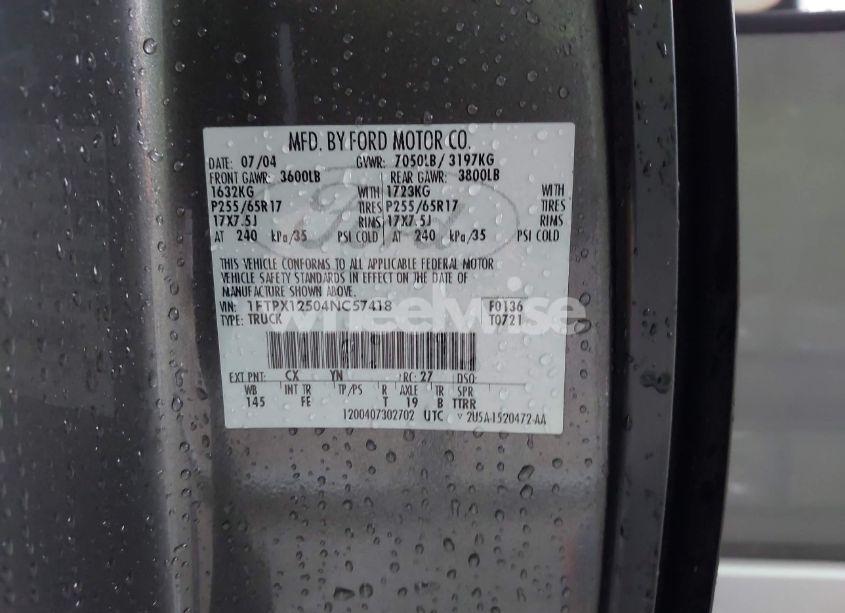 MFD. BY FORD MOTOR CO.
DATE: 07/04 GVWR: 7050LB/ 3197KG
FRONT GAWR: 3600LB REAR GAWR: 3800LB
1632KG WITH 1723KG WITH
P255/65R17 TIRES P255/65R17 TIRES
17X7.5J RIMS 17X7.5J RIMS
AT 240 kPa/35 PSI COLD AT 240 kPa/35 PSI COLD
THIS VEHICLE CONFORMS TO ALL APPLICABLE FEDERAL MOTOR
VEHICLE SAFETY STANDARDS IN EFFECT ON THE DATE OF
MANUFACTURE SHOWN ABOVE.
VIN: 1FTPX12504NC57418 F0136
TYPE: TRUCK T0721
wheelwise
EXT PNT: CX YN RC: 27 DSO:
WB INT TR TP/PS R AXLE TR SPR
145 FE T 19 B TTRR
1200407302702 UTC V 2U5A-1520472-AA
Ford